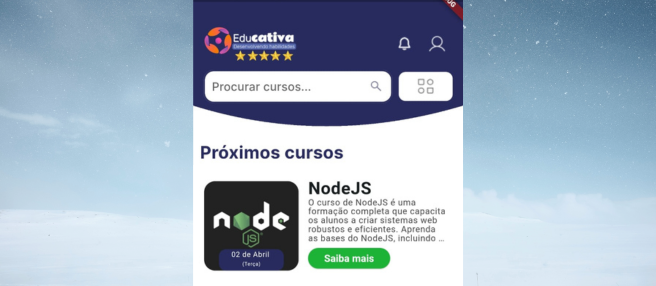 Educativa
Desenvolvendo habilidades
Procurar cursos...
Próximos cursos
NodeJS
O curso de NodeJS é uma
formação completa que capacita
os alunos a criar sistemas web
robustos e eficientes. Aprenda
as bases do NodeJS, incluindo ...
node
JS
02 de Abril
(Terça)
Saiba mais